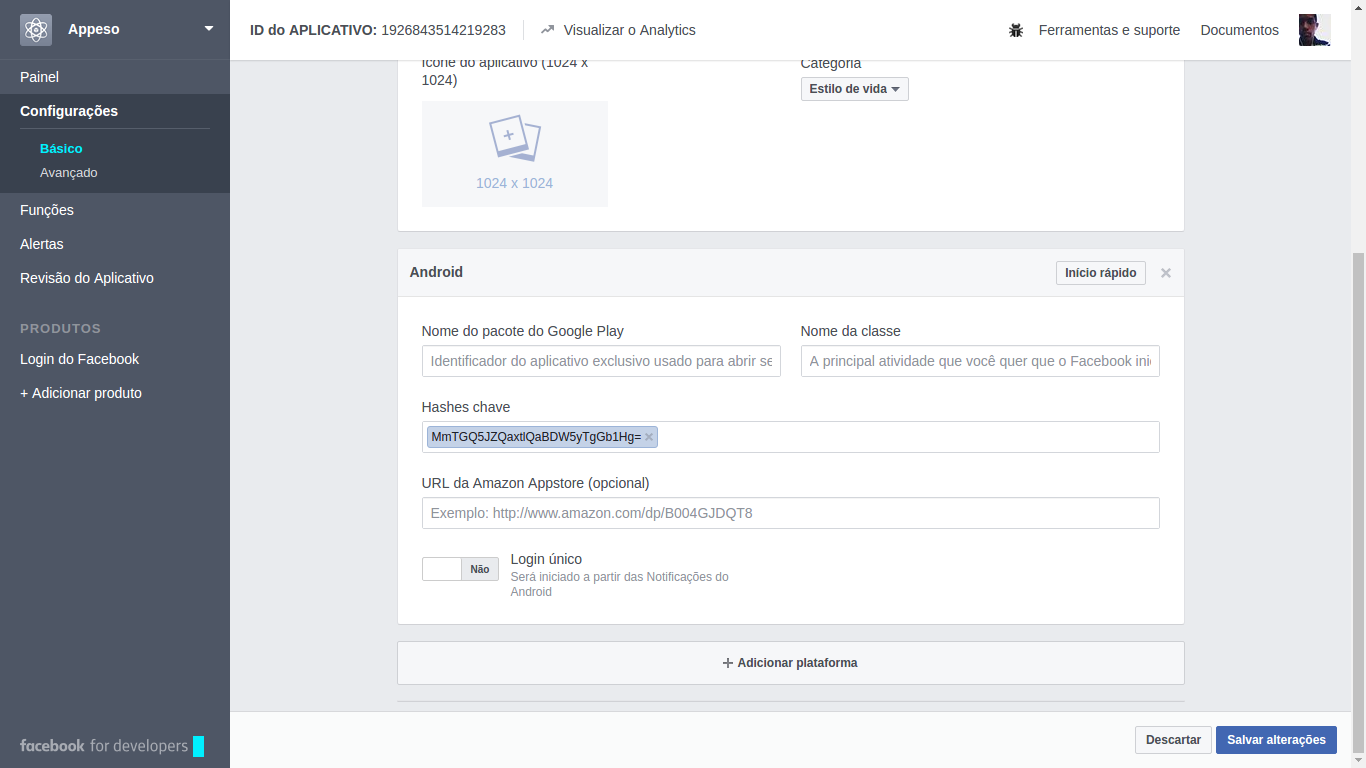 Appeso
ID do APLICATIVO: 1926843514219283
Visualizar o Analytics
Ferramentas e suporte
Documentos
Painel
Configurações
Básico
Avançado
Funções
Alertas
Revisão do Aplicativo
PRODUTOS
Login do Facebook
+ Adicionar produto
facebook for developers
Ícone do aplicativo (1024 x
1024)
1024 x 1024
Categoria
Estilo de vida
Android
Início rápido
Nome do pacote do Google Play
Identificador do aplicativo exclusivo usado para abrir se
Nome da classe
A principal atividade que você quer que o Facebook ini
Hashes chave
MmTGQ5JZQaxtlQaBDW5yTgGb1Hg=
URL da Amazon Appstore (opcional)
Exemplo: http://www.amazon.com/dp/B004GJDQT8
Não
Login único
Será iniciado a partir das Notificações do
Android
+ Adicionar plataforma
Descartar
Salvar alterações